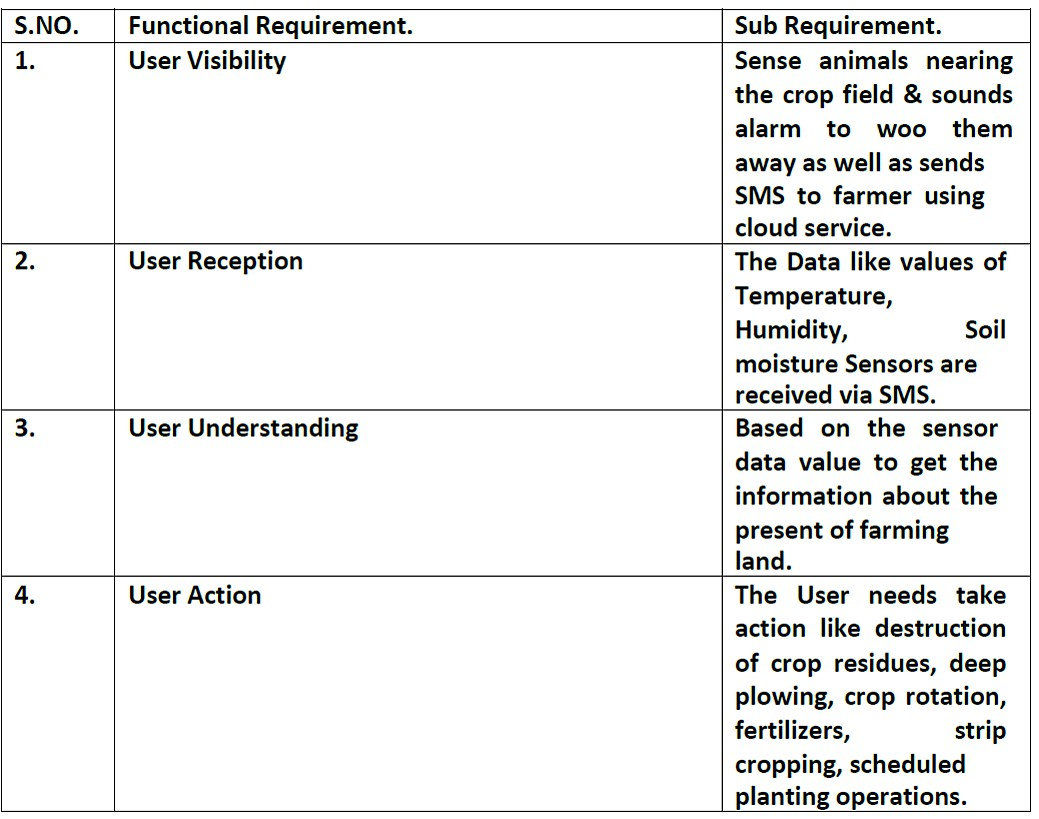 S.NO. Functional Requirement. Sub Requirement.
1. User Visibility Sense animals nearing
the crop field & sounds
alarm to woo them
away as well as sends
SMS to farmer using
cloud service.
2. User Reception The Data like values of
Temperature,
Humidity, Soil
moisture Sensors are
received via SMS.
3. User Understanding Based on the sensor
data value to get the
information about the
present of farming
land.
4. User Action The User needs take
action like destruction
of crop residues, deep
plowing, crop rotation,
fertilizers, strip
cropping, scheduled
planting operations.